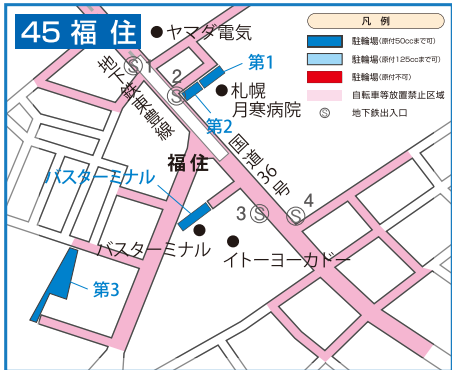 45 福住
ヤマダ電気
凡例
駐輪場(原付50ccまで可)
駐輪場(原付125ccまで可)
駐輪場(原付不可)
自転車等放置禁止区域
Ⓢ 地下鉄出入口
地下鉄東豊線
Ⓢ 1
2 Ⓢ
第1
第2
札幌
月寒病院
国道36号
福住
バスターミナル
3 Ⓢ
Ⓢ 4
バスターミナル
イトーヨーカドー
第3